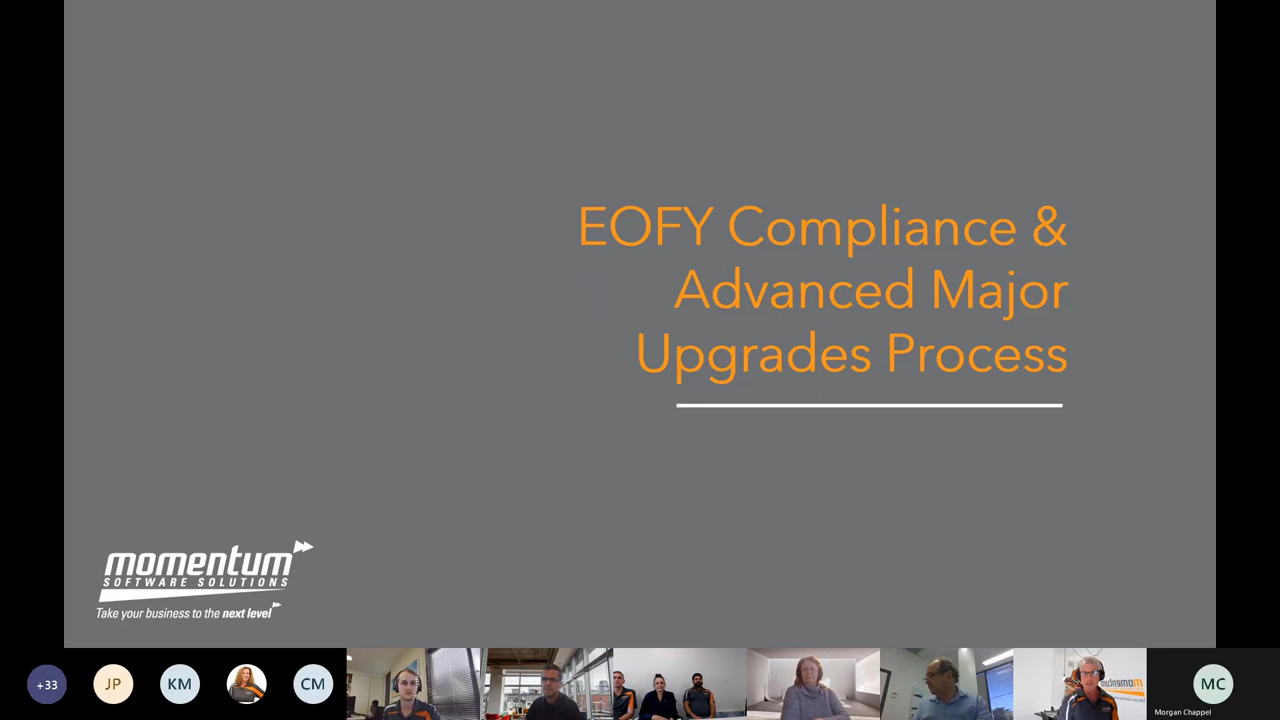 EOFY Compliance &
Advanced Major
Upgrades Process
momentum
SOFTWARE SOLUTIONS
Take your business to the next level
+33
JP
KM
CM
momentum
MC
Morgan Chappel